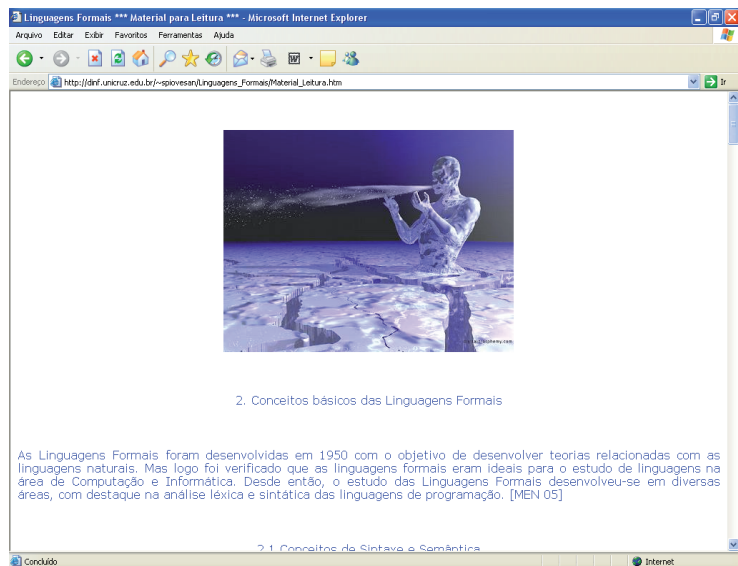 Linguagens Formais *** Material para Leitura *** - Microsoft Internet Explorer
Arquivo Editar Exibir Favoritos Ferramentas Ajuda
Endereço http://dinf.unicruz.edu.br/~spiovesan/Linguagens_Formais/Material_Leitura.htm Ir
2. Conceitos básicos das Linguagens Formais
As Linguagens Formais foram desenvolvidas em 1950 com o objetivo de desenvolver teorias relacionadas com as
linguagens naturais. Mas logo foi verificado que as linguagens formais eram ideais para o estudo de linguagens na
área de Computação e Informática. Desde então, o estudo das Linguagens Formais desenvolveu-se em diversas
áreas, com destaque na análise léxica e sintática das linguagens de programação. [MEN 05]
2.1 Conceitos de Sintaxe e Semântica
Concluído Internet